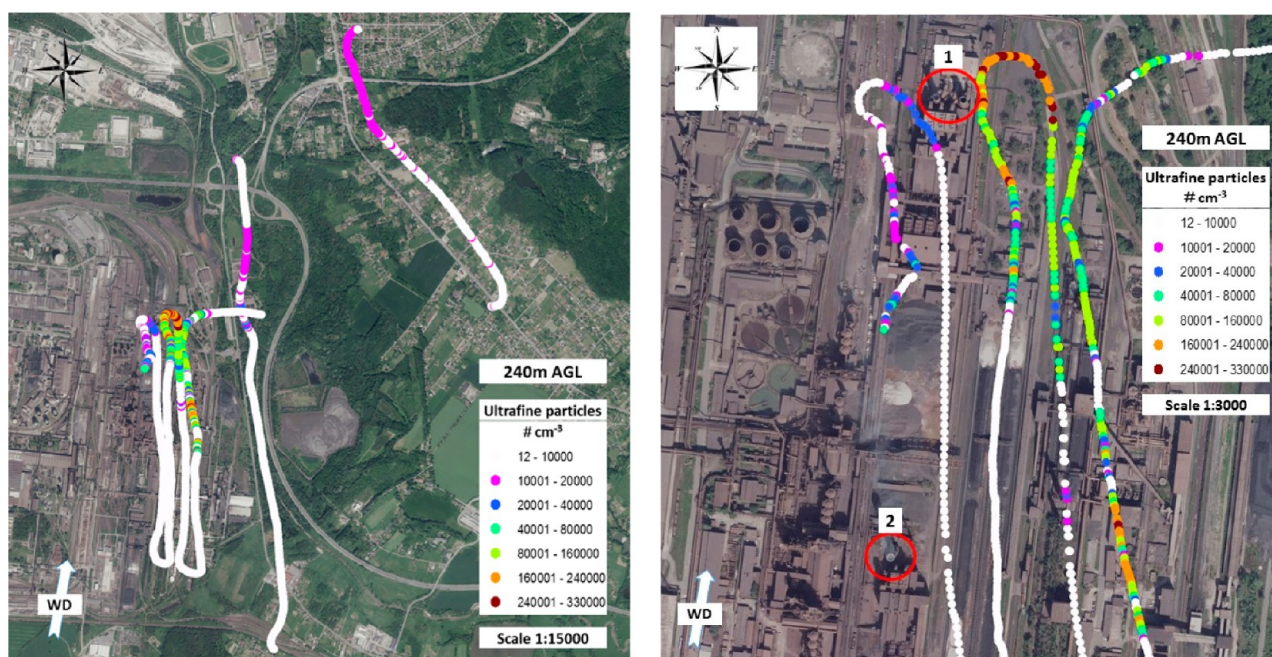 E
240m AGL
Ultrafine particles
# cm⁻³
12 - 10000
10001 - 20000
20001 - 40000
40001 - 80000
80001 - 160000
160001 - 240000
240001 - 330000
Scale 1:15000
WD
N
W
E
S
1
2
240m AGL
Ultrafine particles
# cm⁻³
12 - 10000
10001 - 20000
20001 - 40000
40001 - 80000
80001 - 160000
160001 - 240000
240001 - 330000
Scale 1:3000
WD